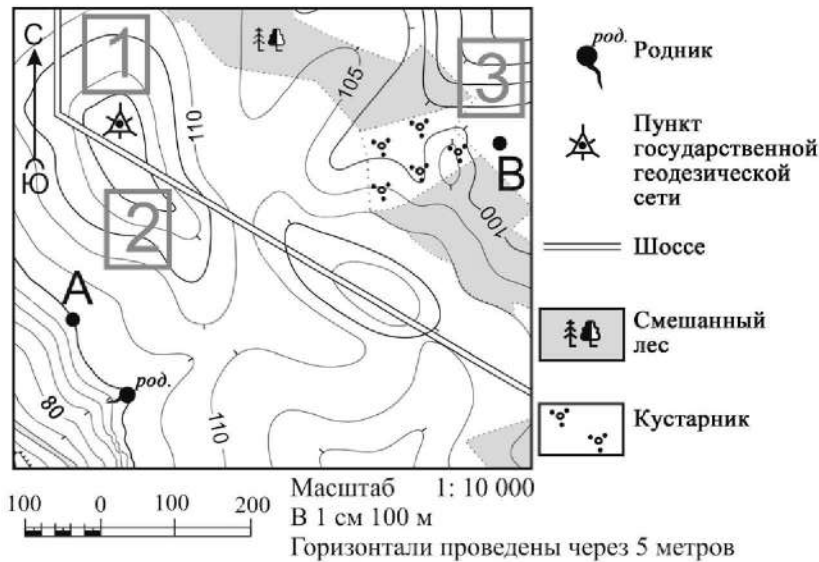 С
Ю
1
2
3
А
В
род.
105
110
100
110
80
род.
Родник
Пункт
государственной
геодезической
сети
Шоссе
Смешанный
лес
Кустарник
100 0 100 200
Масштаб 1: 10 000
В 1 см 100 м
Горизонтали проведены через 5 метров